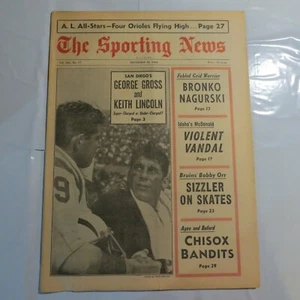 A. L. All-Stars—Four Orioles Flying High... Page 27
The Sporting News
SAN DIEGO'S
GEORGE GROSS
and
KEITH LINCOLN
Page 3
Fabled Grid Warrior
BRONKO
NAGURSKI
Page 13
Idaho's McDonald
VIOLENT
VANDAL
Page 17
Bruins' Bobby Orr
SIZZLER
ON SKATES
Page 23
Agee and Buford
CHISOX
BANDITS
Page 29